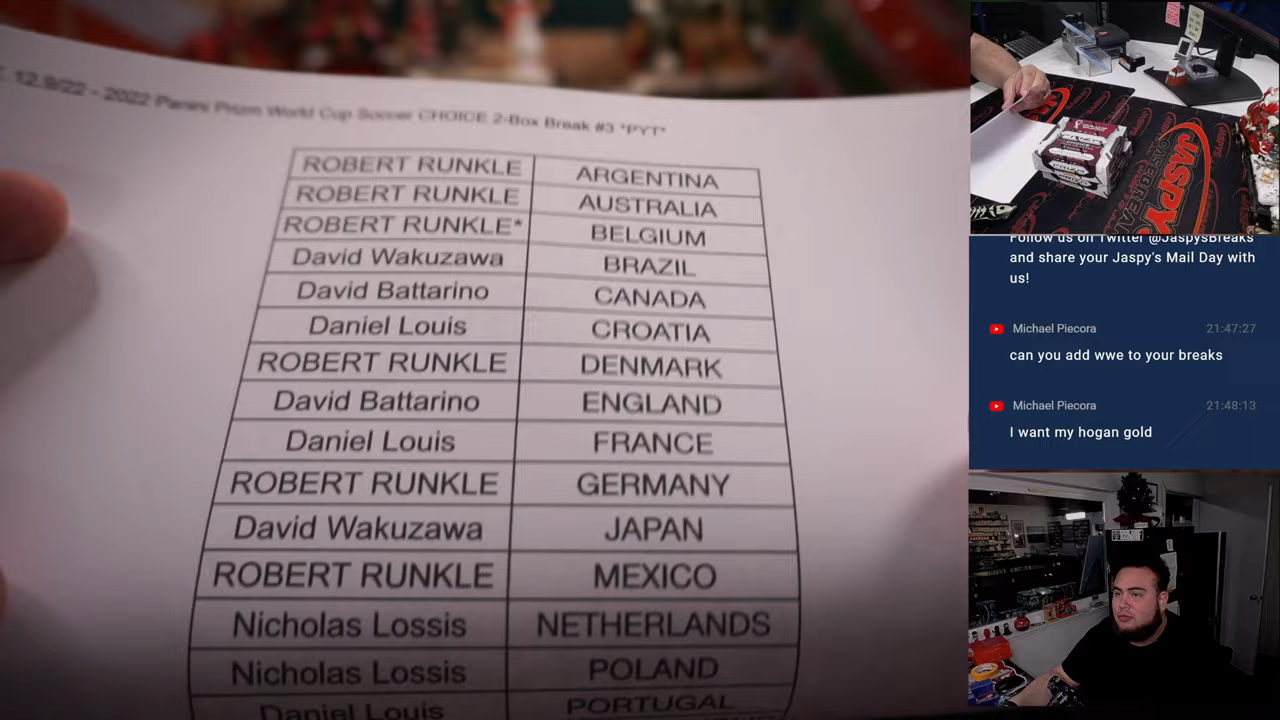 12.9/22 - 2022 Panini Prizm World Cup Soccer CHOICE 2-Box Break #3 *PYT*
ROBERT RUNKLE ARGENTINA
ROBERT RUNKLE AUSTRALIA
ROBERT RUNKLE* BELGIUM
David Wakuzawa BRAZIL
David Battarino CANADA
Daniel Louis CROATIA
ROBERT RUNKLE DENMARK
David Battarino ENGLAND
Daniel Louis FRANCE
ROBERT RUNKLE GERMANY
David Wakuzawa JAPAN
ROBERT RUNKLE MEXICO
Nicholas Lossis NETHERLANDS
Nicholas Lossis POLAND
Daniel Louis PORTUGAL
JASPY'S
CASEBREAKS
Follow us on Twitter @JaspysBreaks
and share your Jaspy's Mail Day with
us!
Michael Piecora 21:47:27
can you add wwe to your breaks
Michael Piecora 21:48:13
I want my hogan gold